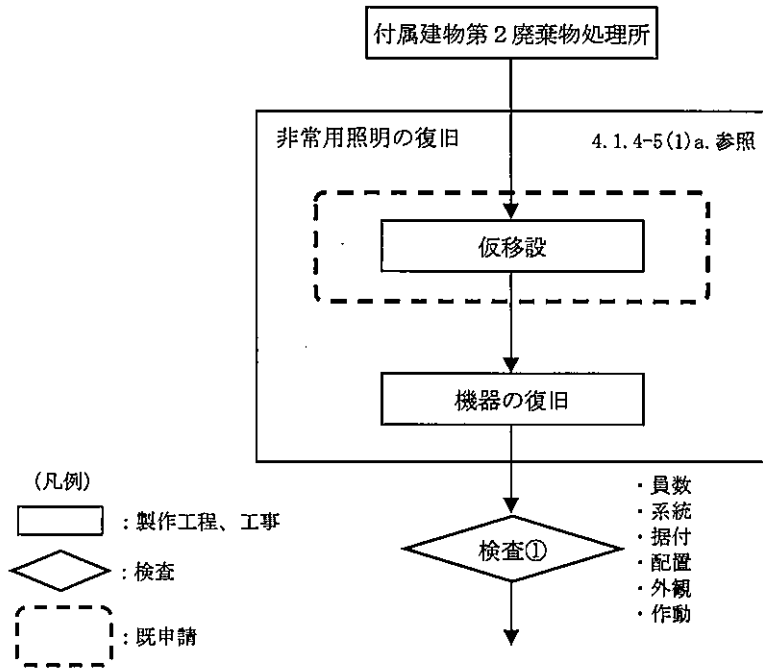 付属建物第２廃棄物処理所
非常用照明の復旧
4.1.4-5(1)a.参照
仮移設
機器の復旧
検査①
・員数
・系統
・据付
・配置
・外観
・作動
(凡例)
：製作工程、工事
：検査
：既申請